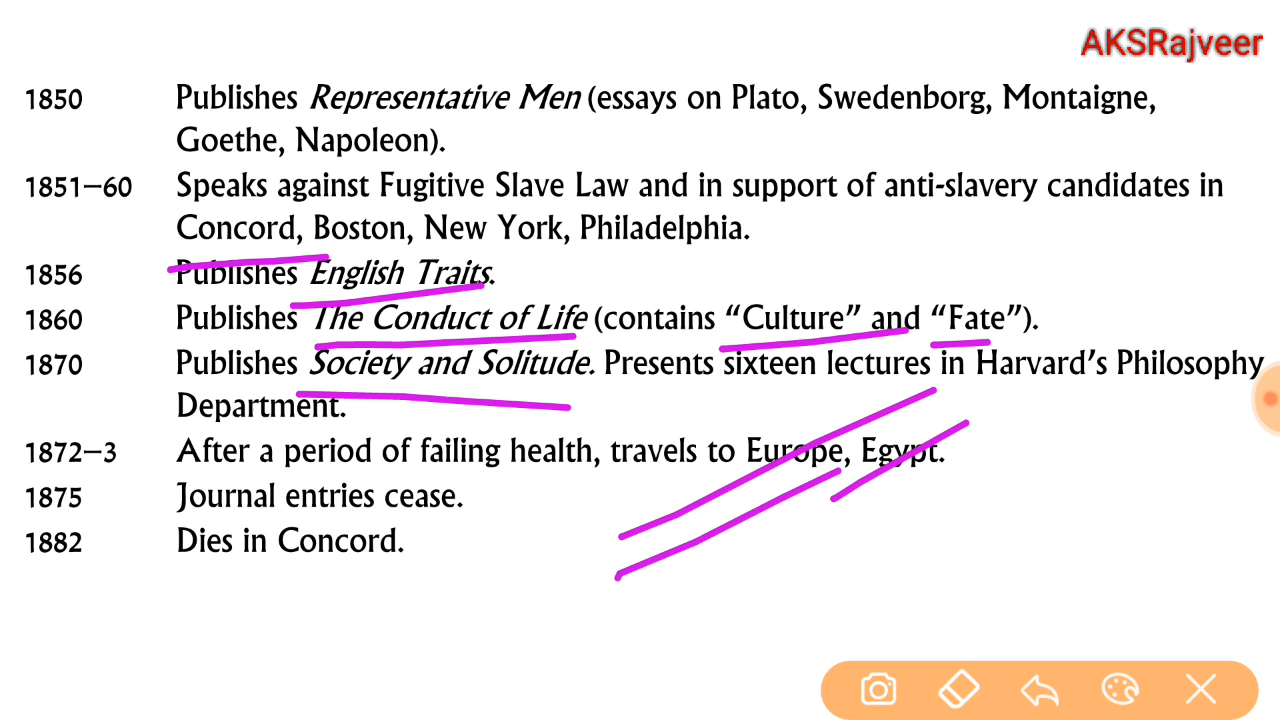 AKSRajveer
1850 Publishes Representative Men (essays on Plato, Swedenborg, Montaigne,
Goethe, Napoleon).
1851–60 Speaks against Fugitive Slave Law and in support of anti-slavery candidates in
Concord, Boston, New York, Philadelphia.
1856 Publishes English Traits.
1860 Publishes The Conduct of Life (contains “Culture” and “Fate”).
1870 Publishes Society and Solitude. Presents sixteen lectures in Harvard’s Philosophy
Department.
1872–3 After a period of failing health, travels to Europe, Egypt.
1875 Journal entries cease.
1882 Dies in Concord.